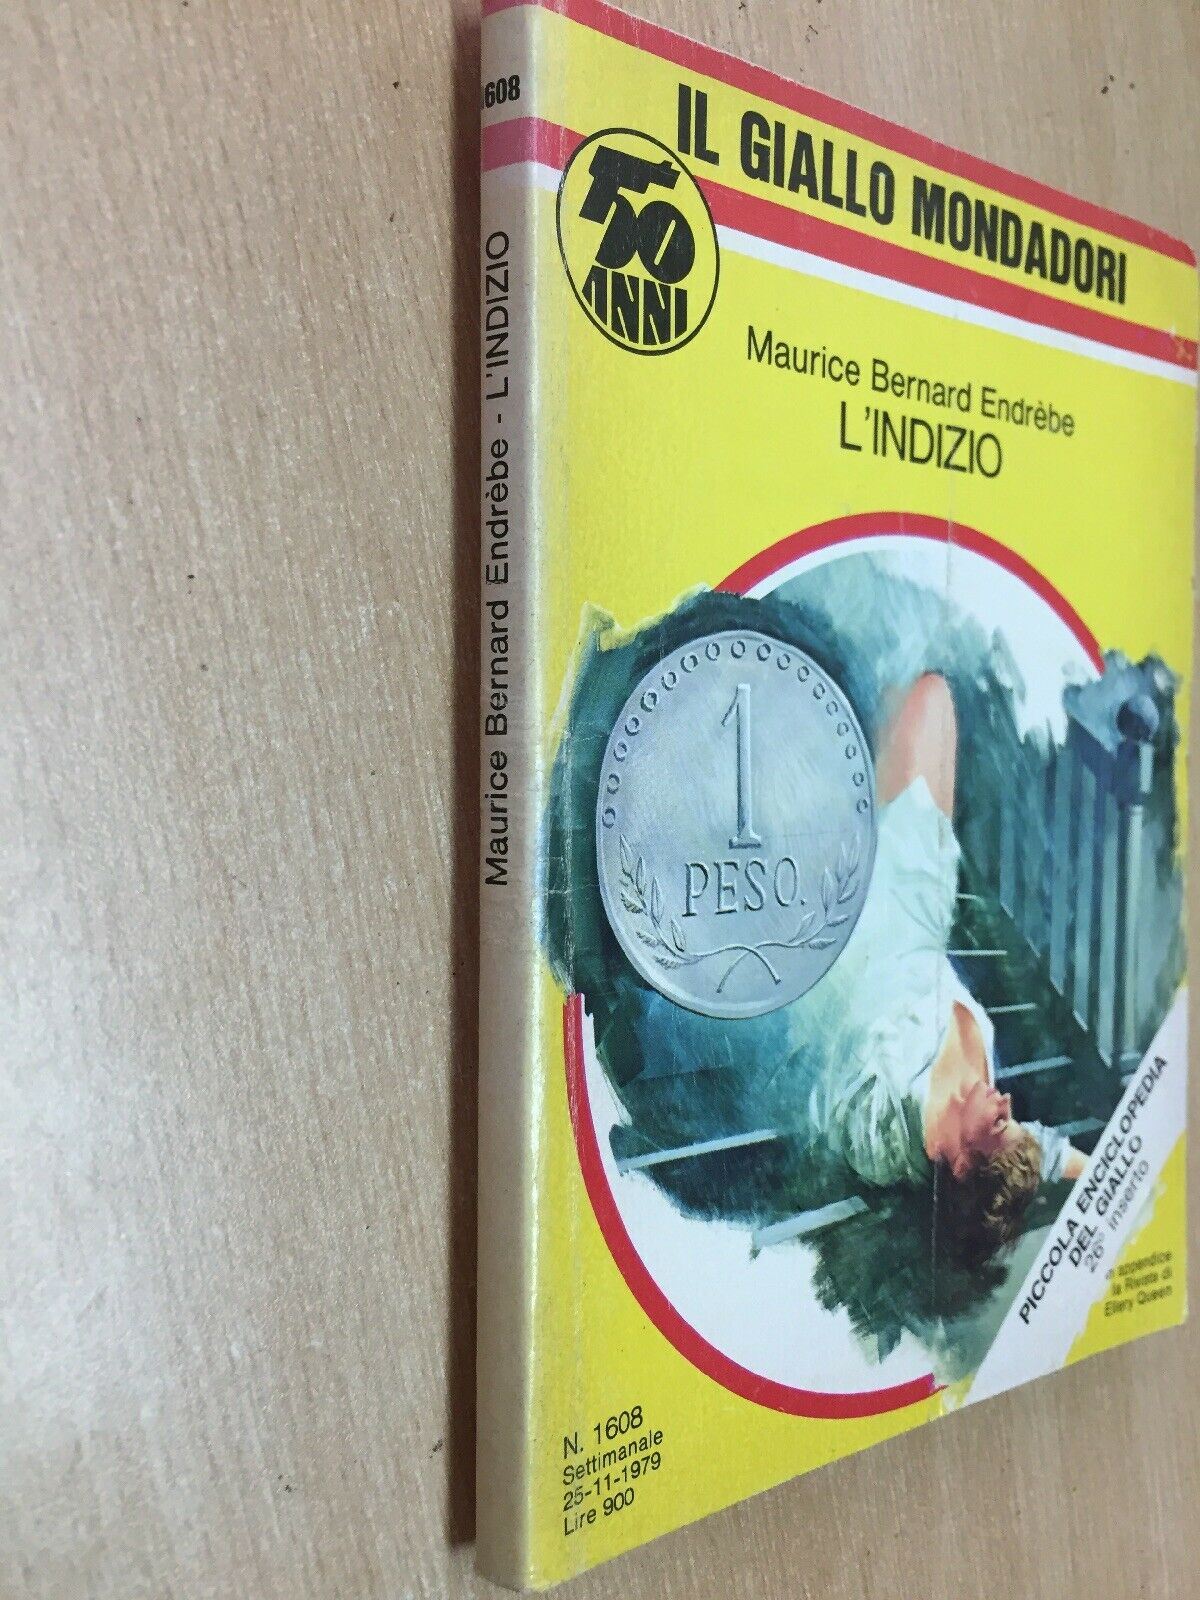 1608
Maurice Bernard Endrèbe - L'INDIZIO
IL GIALLO MONDADORI
50
ANNI
Maurice Bernard Endrèbe
L'INDIZIO
1
PESO.
PICCOLA ENCICLOPEDIA
DEL GIALLO
26° inserto
in appendice
la Rivista di
Ellery Queen
N. 1608
Settimanale
25-11-1979
Lire 900